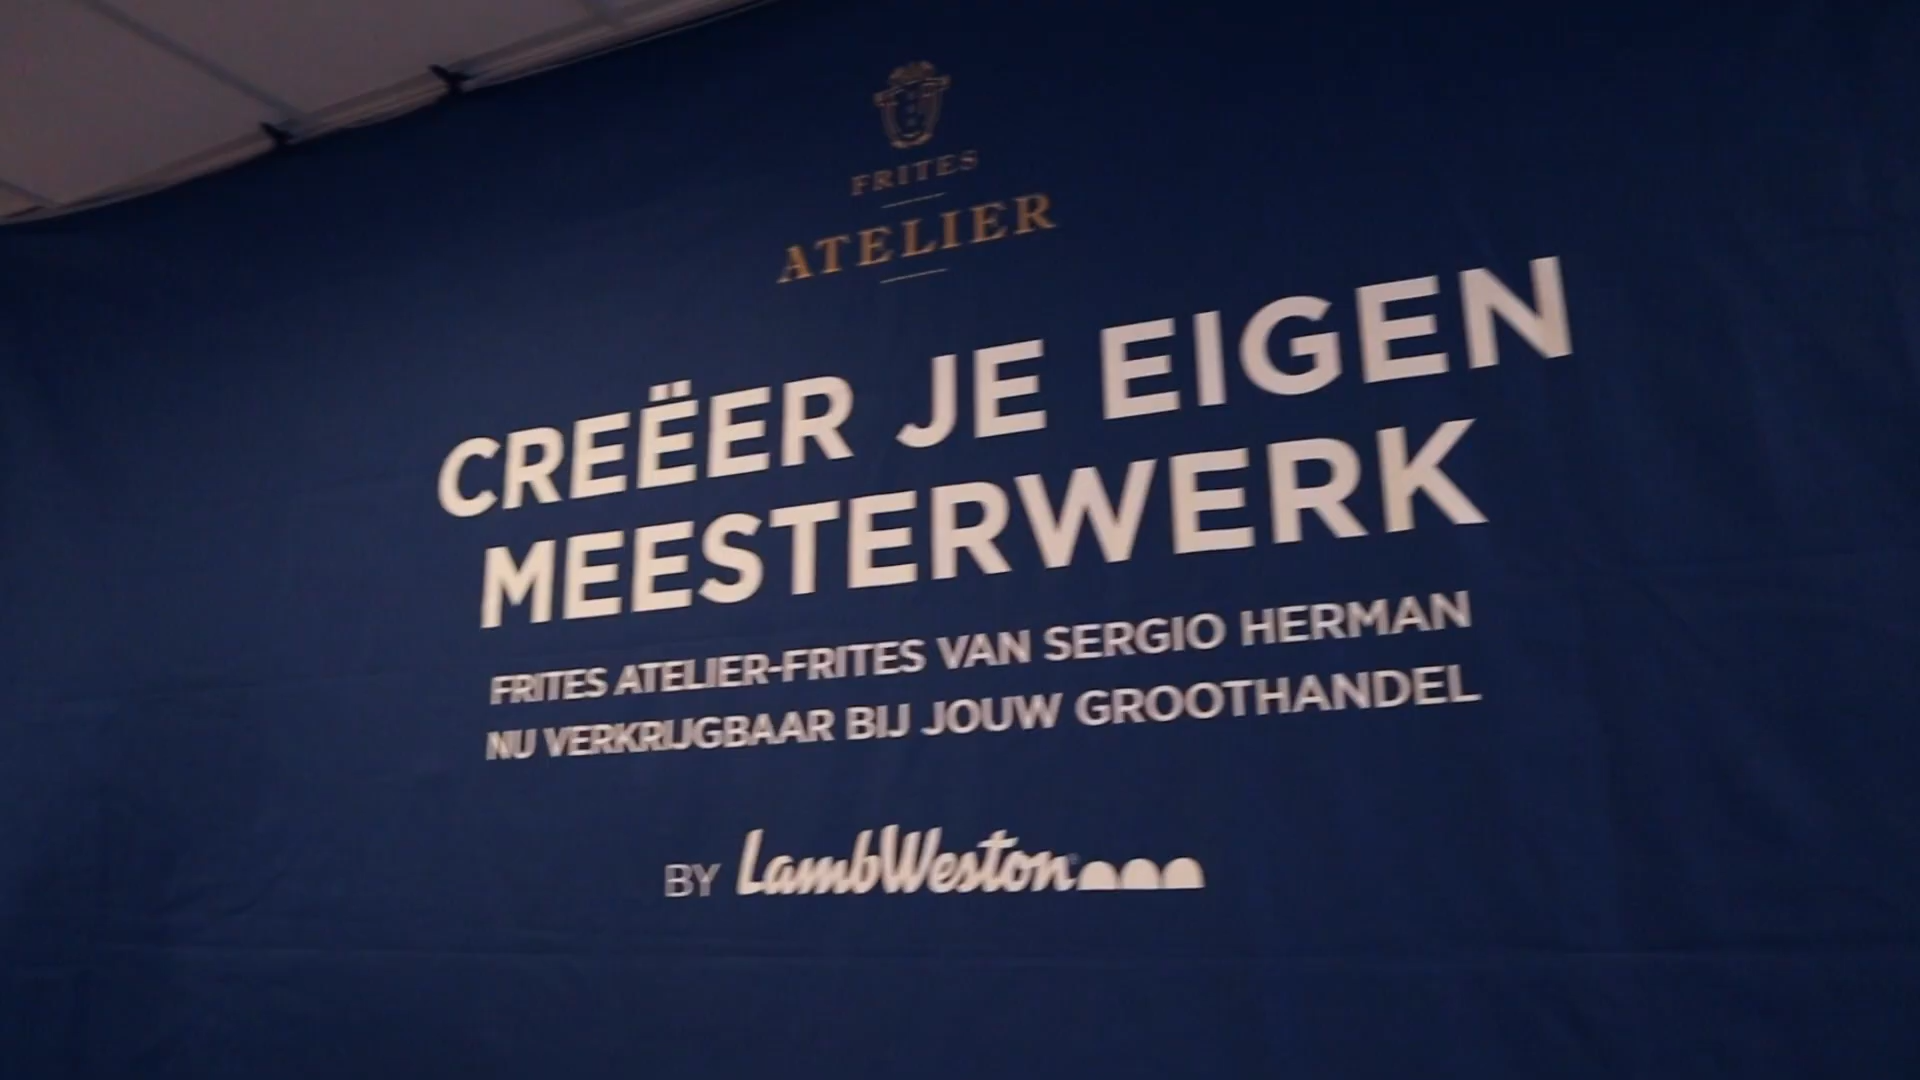 FRITES
ATELIER
CREËER JE EIGEN
MEESTERWERK
FRITES ATELIER-FRITES VAN SERGIO HERMAN
NU VERKRIJGBAAR BIJ JOUW GROOTHANDEL
BY LambWeston